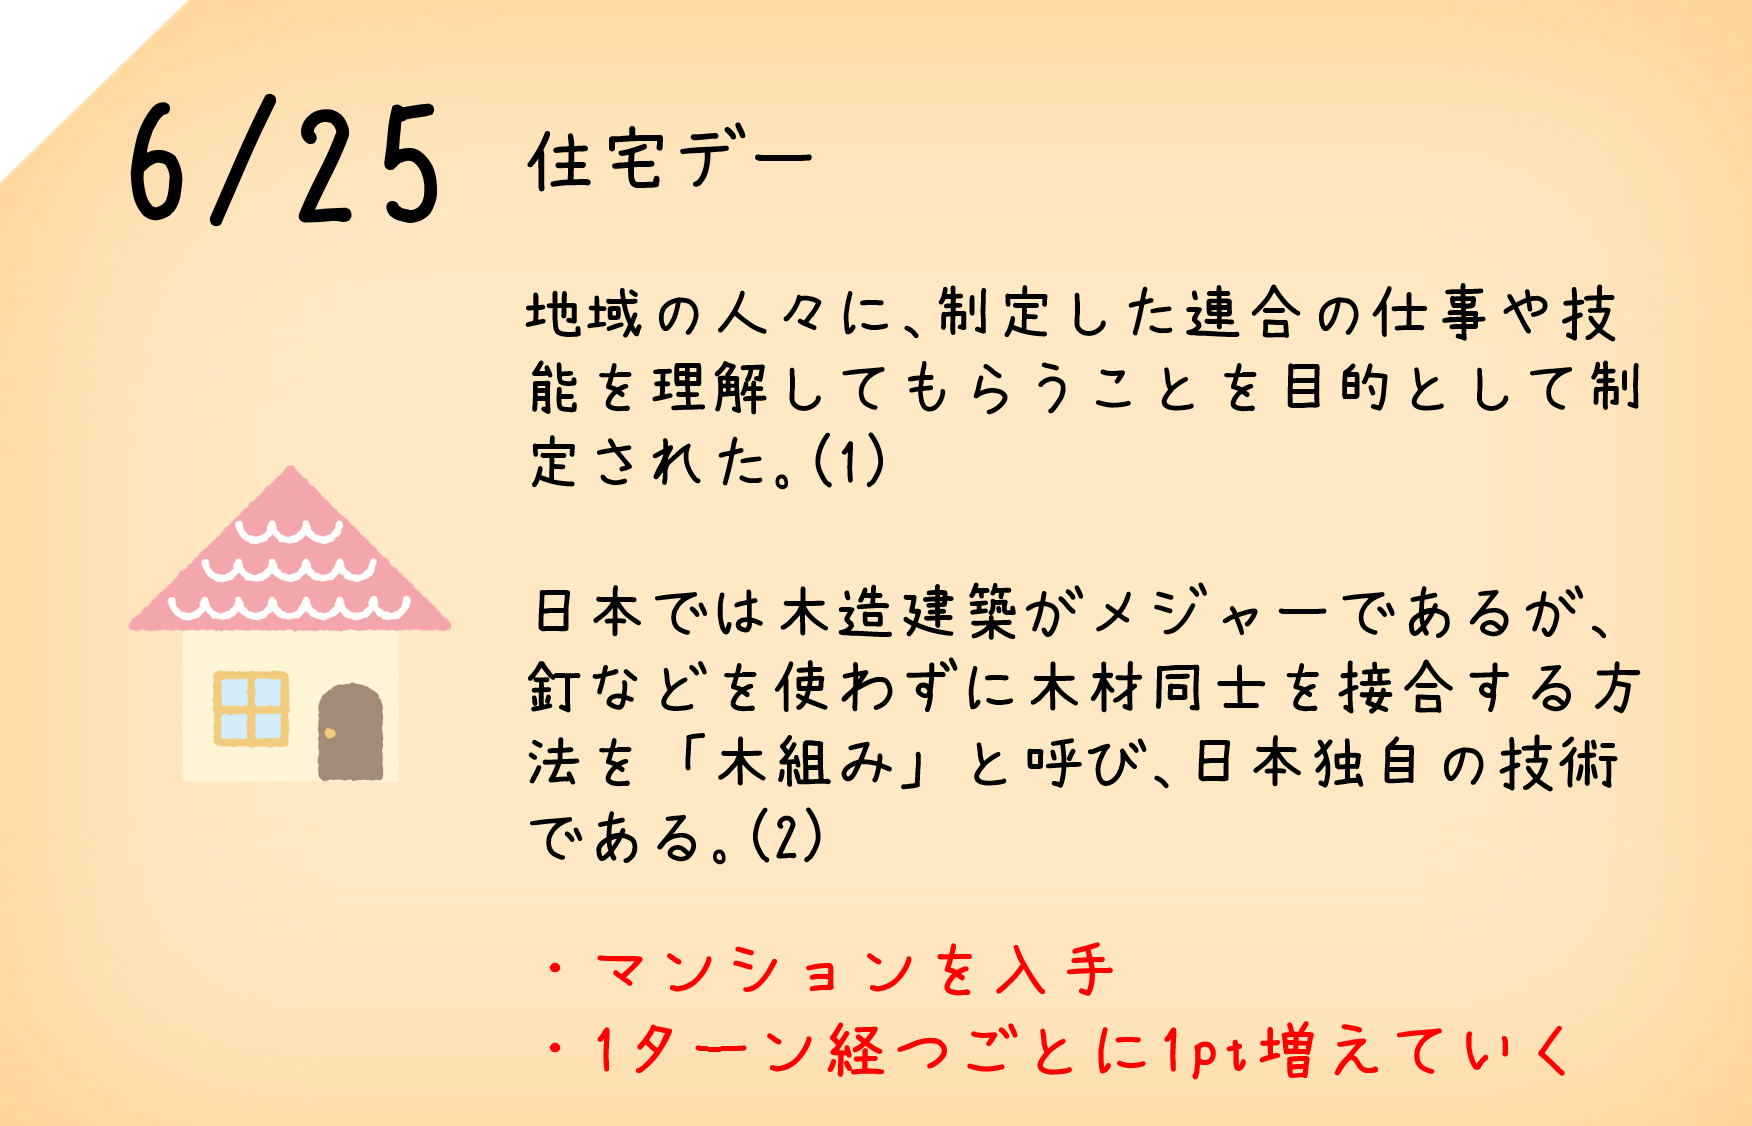 6/25 住宅デー
地域の人々に、制定した連合の仕事や技
能を理解してもらうことを目的として制
定された。(1)
日本では木造建築がメジャーであるが、
釘などを使わずに木材同士を接合する方
法を「木組み」と呼び、日本独自の技術
である。(2)
・マンションを入手
・1ターン経つごとに1pt増えていく